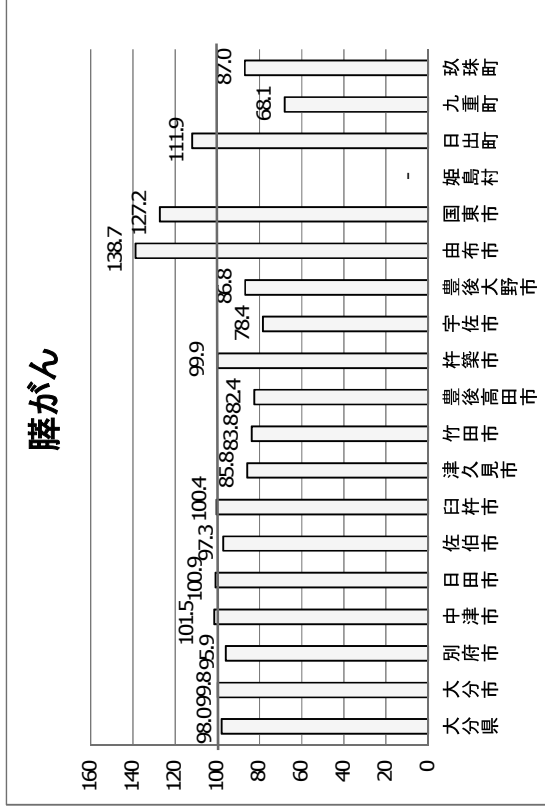 膵がん
160
140
120
100
80
60
40
20
0
98.0
99.8
95.9
101.5
100.9
97.3
100.4
85.8
83.8
82.4
99.9
78.4
86.8
138.7
127.2
-
111.9
68.1
87.0
大分県
大分市
別府市
中津市
日田市
佐伯市
臼杵市
津久見市
竹田市
豊後高田市
杵築市
宇佐市
豊後大野市
由布市
国東市
姫島村
日出町
九重町
玖珠町